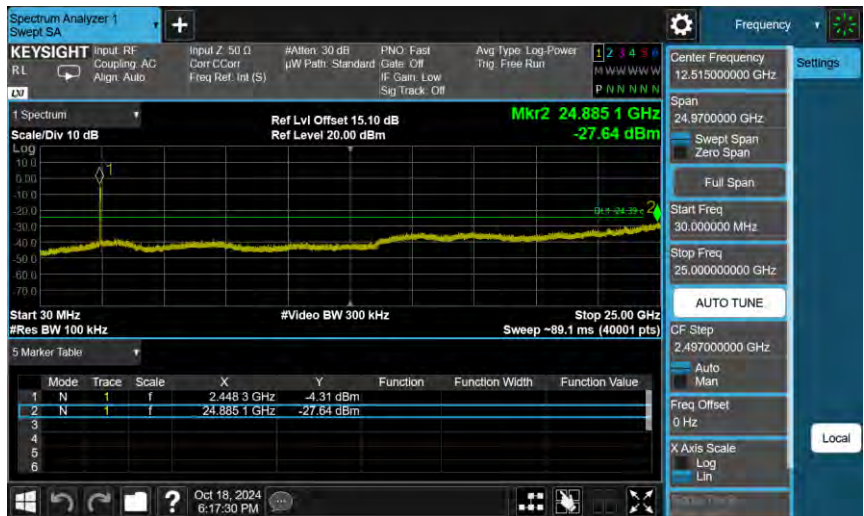 Spectrum Analyzer 1
Swept SA
Frequency
KEYSIGHT
RL
LXI
Input: RF
Coupling: AC
Align: Auto
Input Z: 50 Ω
Corr CCorr
Freq Ref: Int (S)
#Atten: 30 dB
µW Path: Standard
PNO: Fast
Gate: Off
IF Gain: Low
Sig Track: Off
Avg Type: Log-Power
Trig: Free Run
1 2 3 4 5 6
M W W W W W
P N N N N N
1 Spectrum
Scale/Div 10 dB
Ref Lvl Offset 15.10 dB
Ref Level 20.00 dBm
Mkr2 24.885 1 GHz
-27.64 dBm
Log
10.0
0.00
-10.0
-20.0
-30.0
-40.0
-50.0
-60.0
-70.0
1
2
Start 30 MHz
#Video BW 300 kHz
Stop 25.00 GHz
#Res BW 100 kHz
Sweep ~89.1 ms (40001 pts)
5 Marker Table
Mode Trace Scale X Y Function Function Width Function Value
1 N 1 f 2.448 3 GHz -4.31 dBm
2 N 1 f 24.885 1 GHz -27.64 dBm
3
4
5
6
Oct 18, 2024
6:17:30 PM
Center Frequency
12.515000000 GHz
Span
24.9700000 GHz
Swept Span
Zero Span
Full Span
Start Freq
30.000000 MHz
Stop Freq
25.000000000 GHz
AUTO TUNE
CF Step
2.497000000 GHz
Auto
Man
Freq Offset
0 Hz
X Axis Scale
Log
Lin
Settings
Local